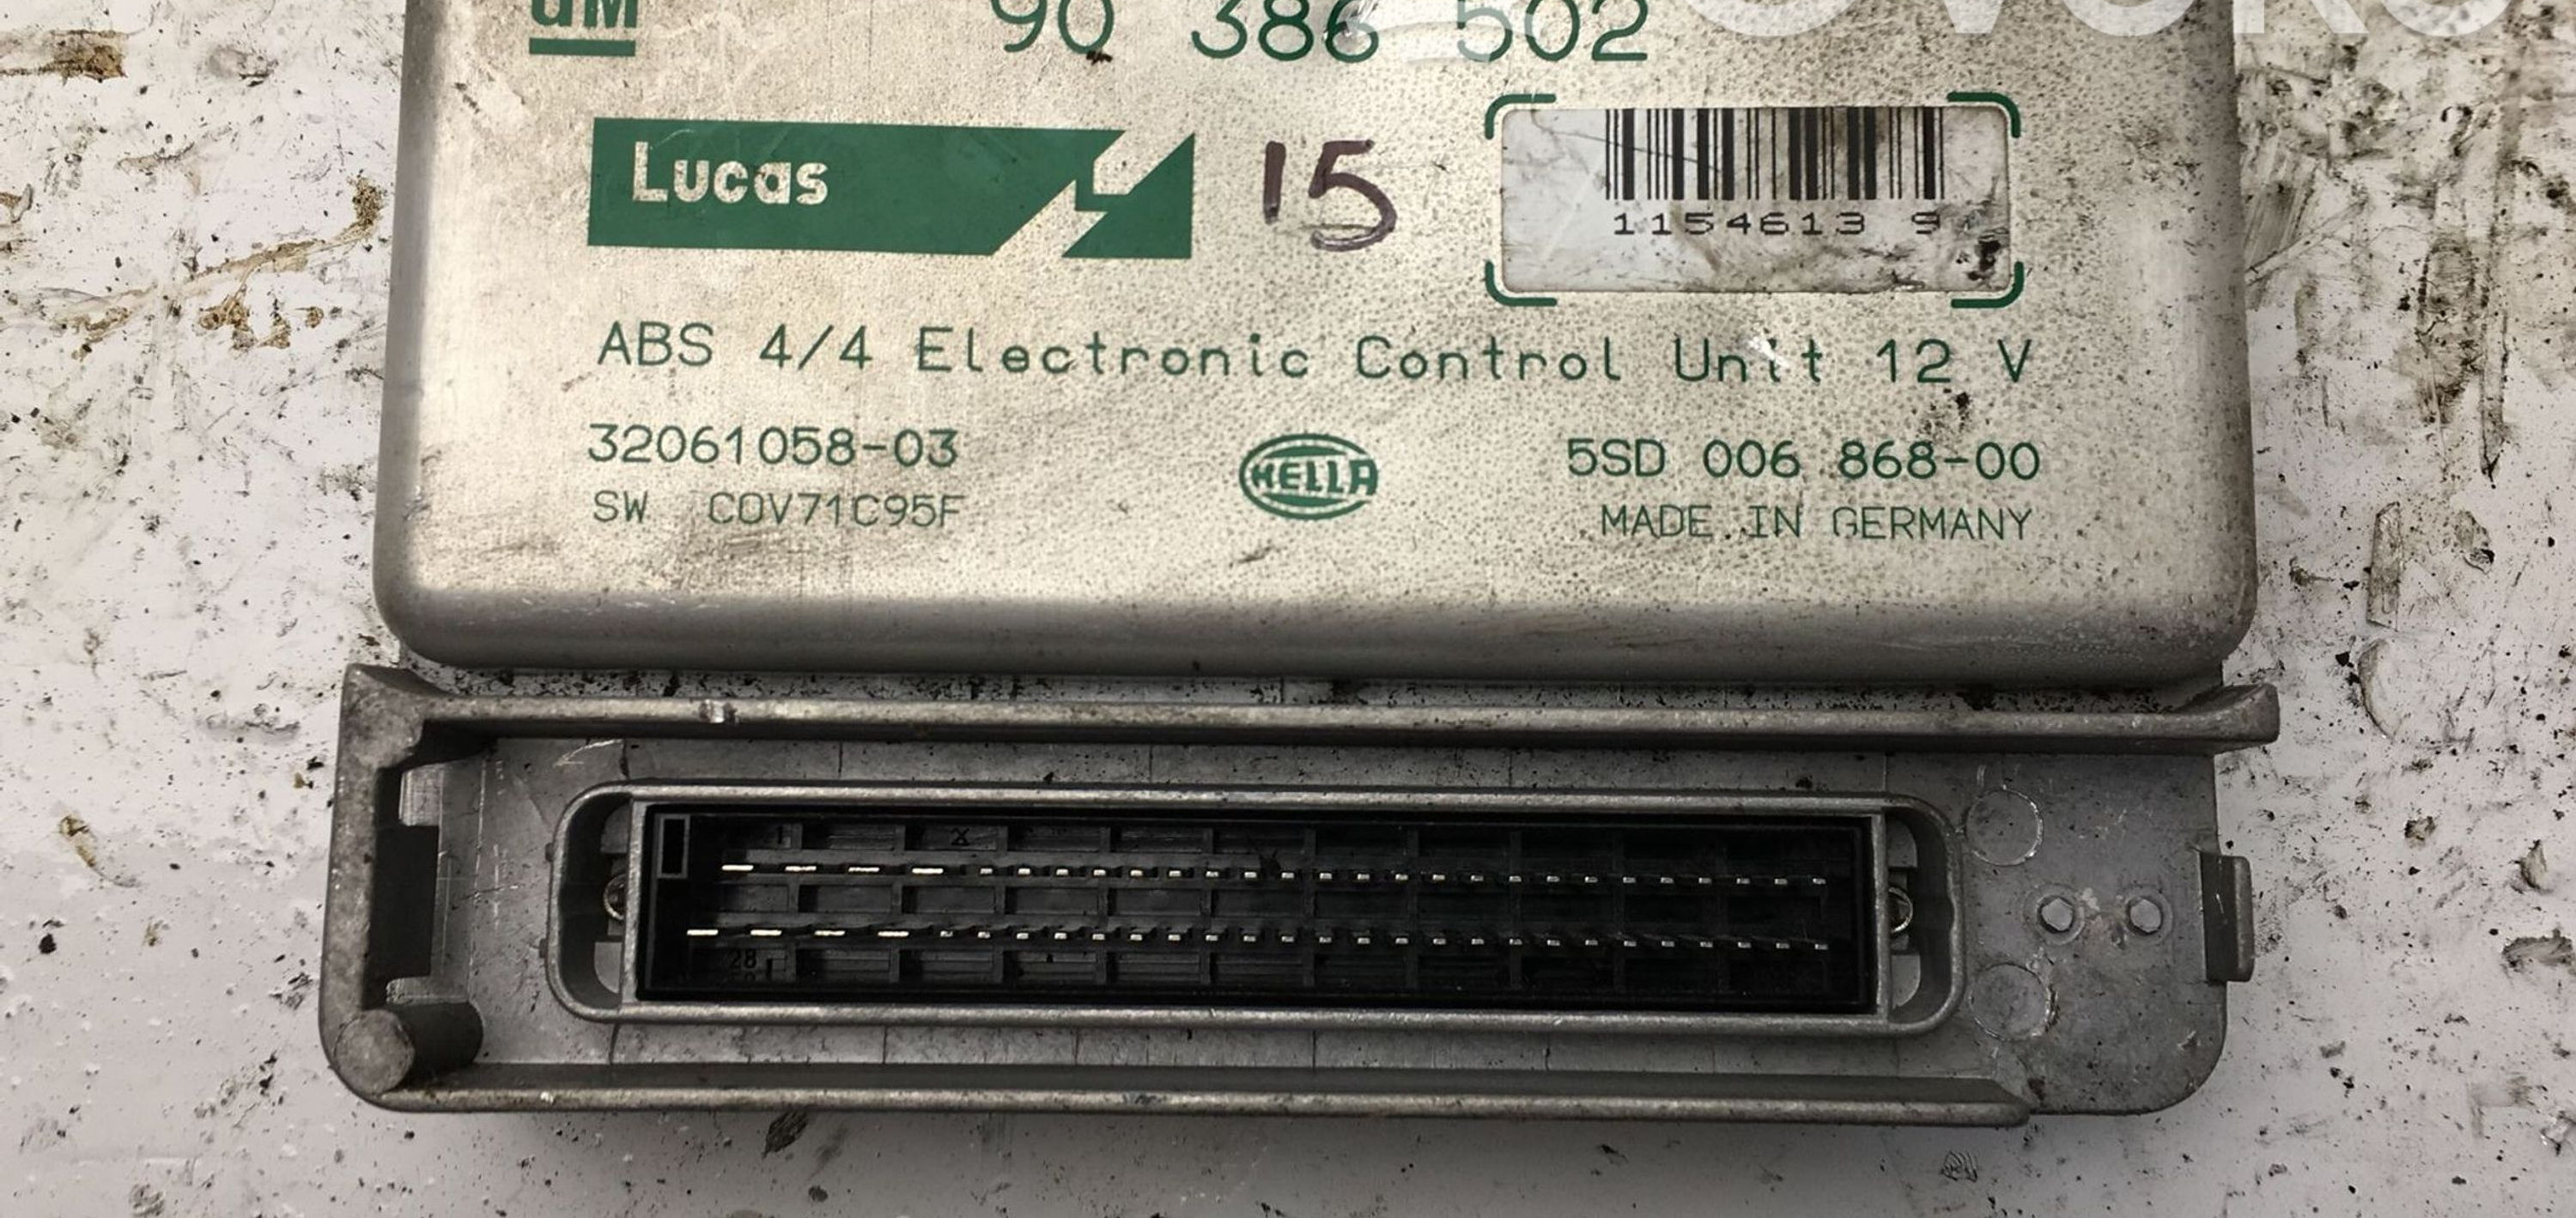 GM 90 386 502
Lucas 15
1154613 9
ABS 4/4 Electronic Control Unit 12 V
32061058-03 HELLA 5SD 006 868-00
SW COV71C95F MADE IN GERMANY
28